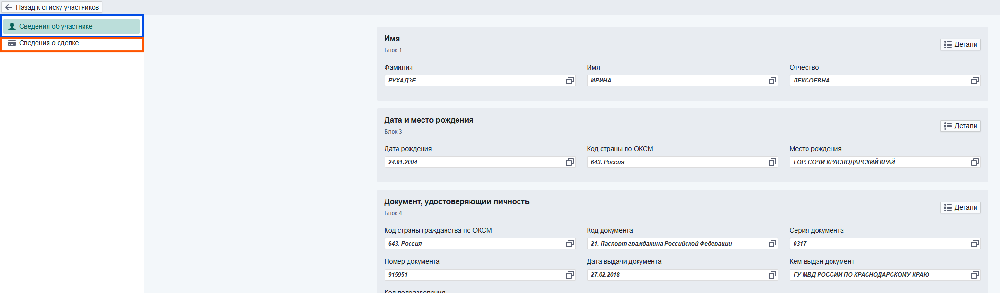 Назад к списку участников
Сведения об участнике
Сведения о сделке
Имя
Блок 1
Детали
Фамилия Имя Отчество
РУХАДЗЕ ИРИНА ЛЕКСОЕВНА
Дата и место рождения
Блок 3
Детали
Дата рождения Код страны по ОКСМ Место рождения
24.01.2004 643. Россия ГОР. СОЧИ КРАСНОДАРСКИЙ КРАЙ
Документ, удостоверяющий личность
Блок 4
Детали
Код страны гражданства по ОКСМ Код документа Серия документа
643. Россия 21. Паспорт гражданина Российской Федерации 0317
Номер документа Дата выдачи документа Кем выдан документ
915951 27.02.2018 ГУ МВД РОССИИ ПО КРАСНОДАРСКОМУ КРАЮ
Код подразделения